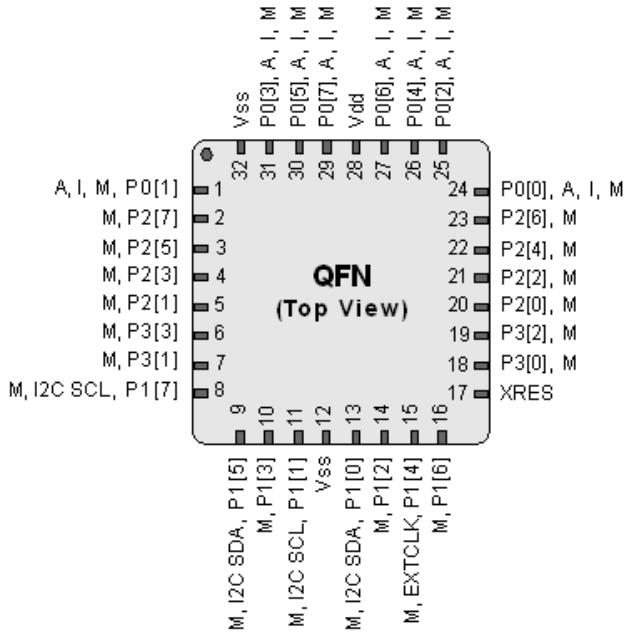 Vss
P0[3], A, I, M
P0[5], A, I, M
P0[7], A, I, M
Vdd
P0[6], A, I, M
P0[4], A, I, M
P0[2], A, I, M
32
31
30
29
28
27
26
25
A, I, M, P0[1] 1
M, P2[7] 2
M, P2[5] 3
M, P2[3] 4
M, P2[1] 5
M, P3[3] 6
M, P3[1] 7
M, I2C SCL, P1[7] 8
QFN
(Top View)
24 P0[0], A, I, M
23 P2[6], M
22 P2[4], M
21 P2[2], M
20 P2[0], M
19 P3[2], M
18 P3[0], M
17 XRES
9
10
11
12
13
14
15
16
M, I2C SDA, P1[5]
M, P1[3]
M, I2C SCL, P1[1]
Vss
M, I2C SDA, P1[0]
M, P1[2]
M, EXTCLK, P1[4]
M, P1[6]